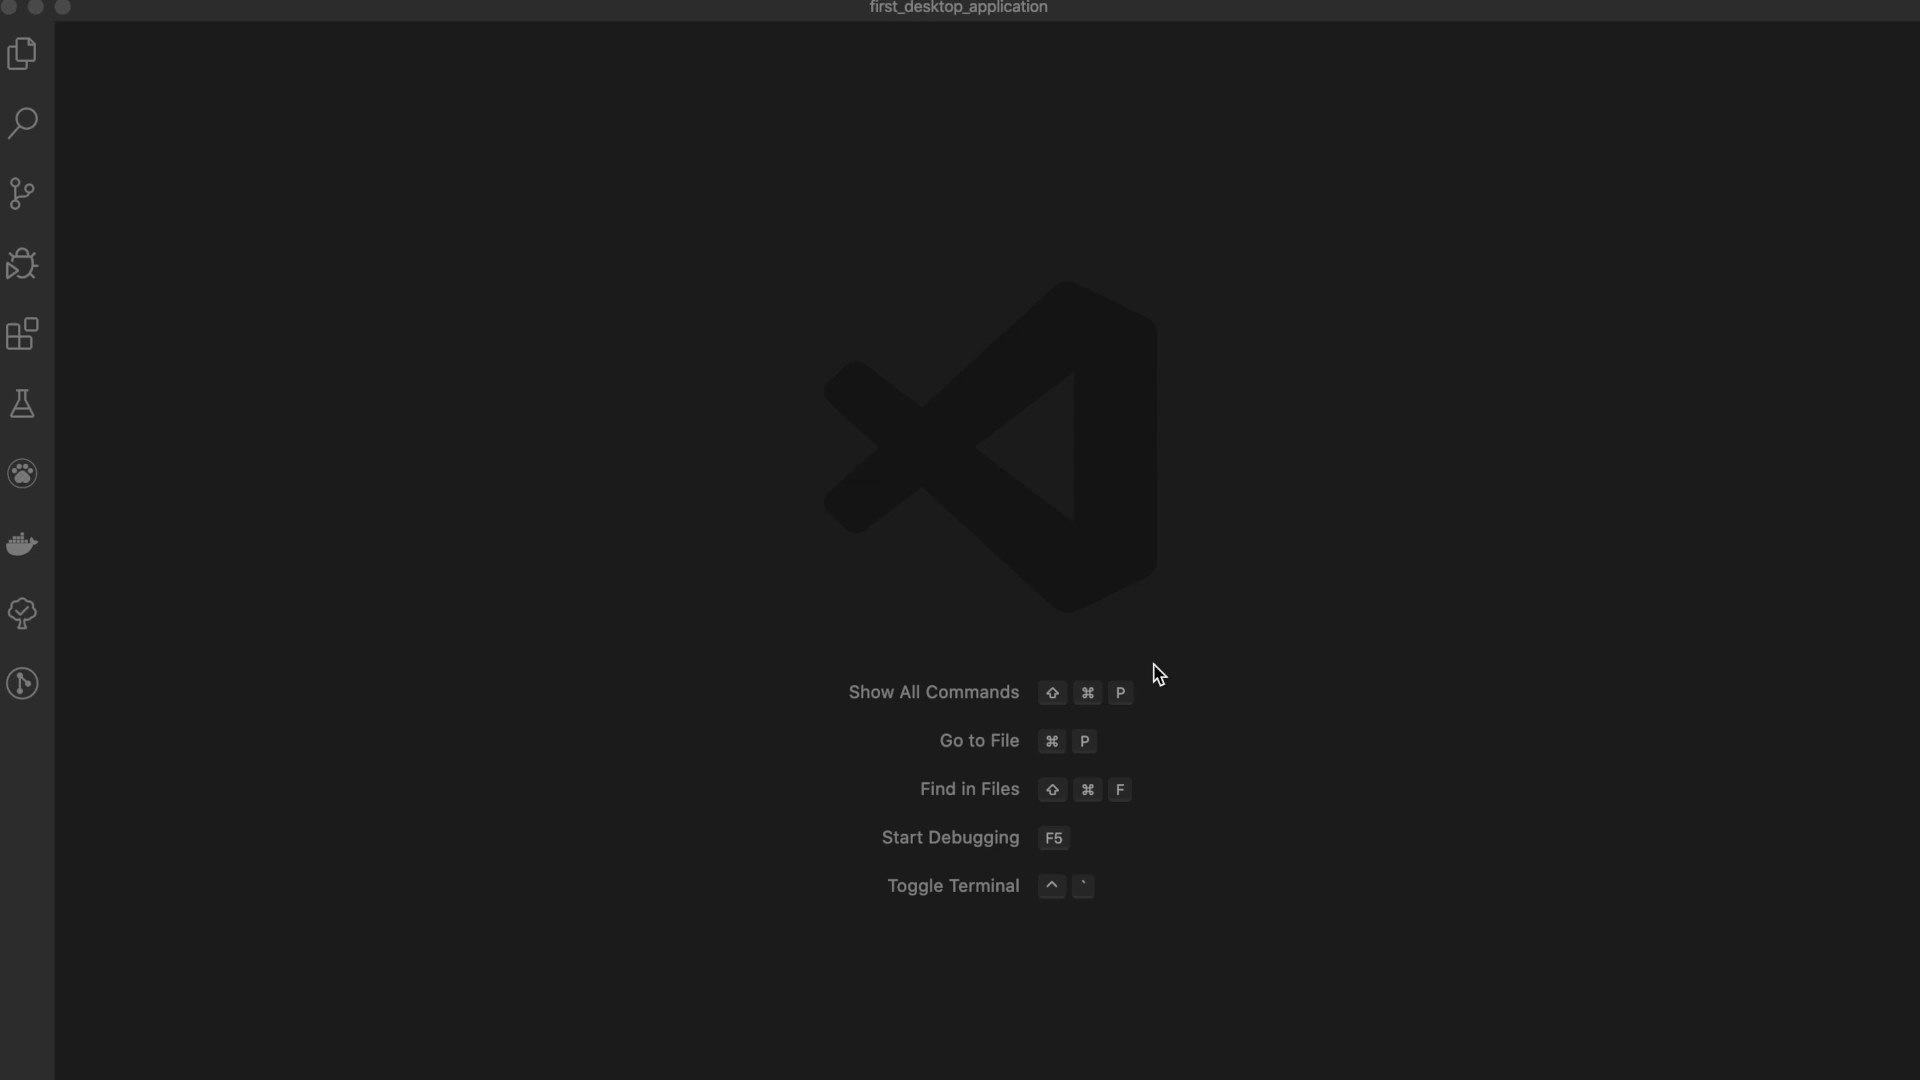 first_desktop_application
Show All Commands ⇧ ⌘ P
Go to File ⌘ P
Find in Files ⇧ ⌘ F
Start Debugging F5
Toggle Terminal ^ `